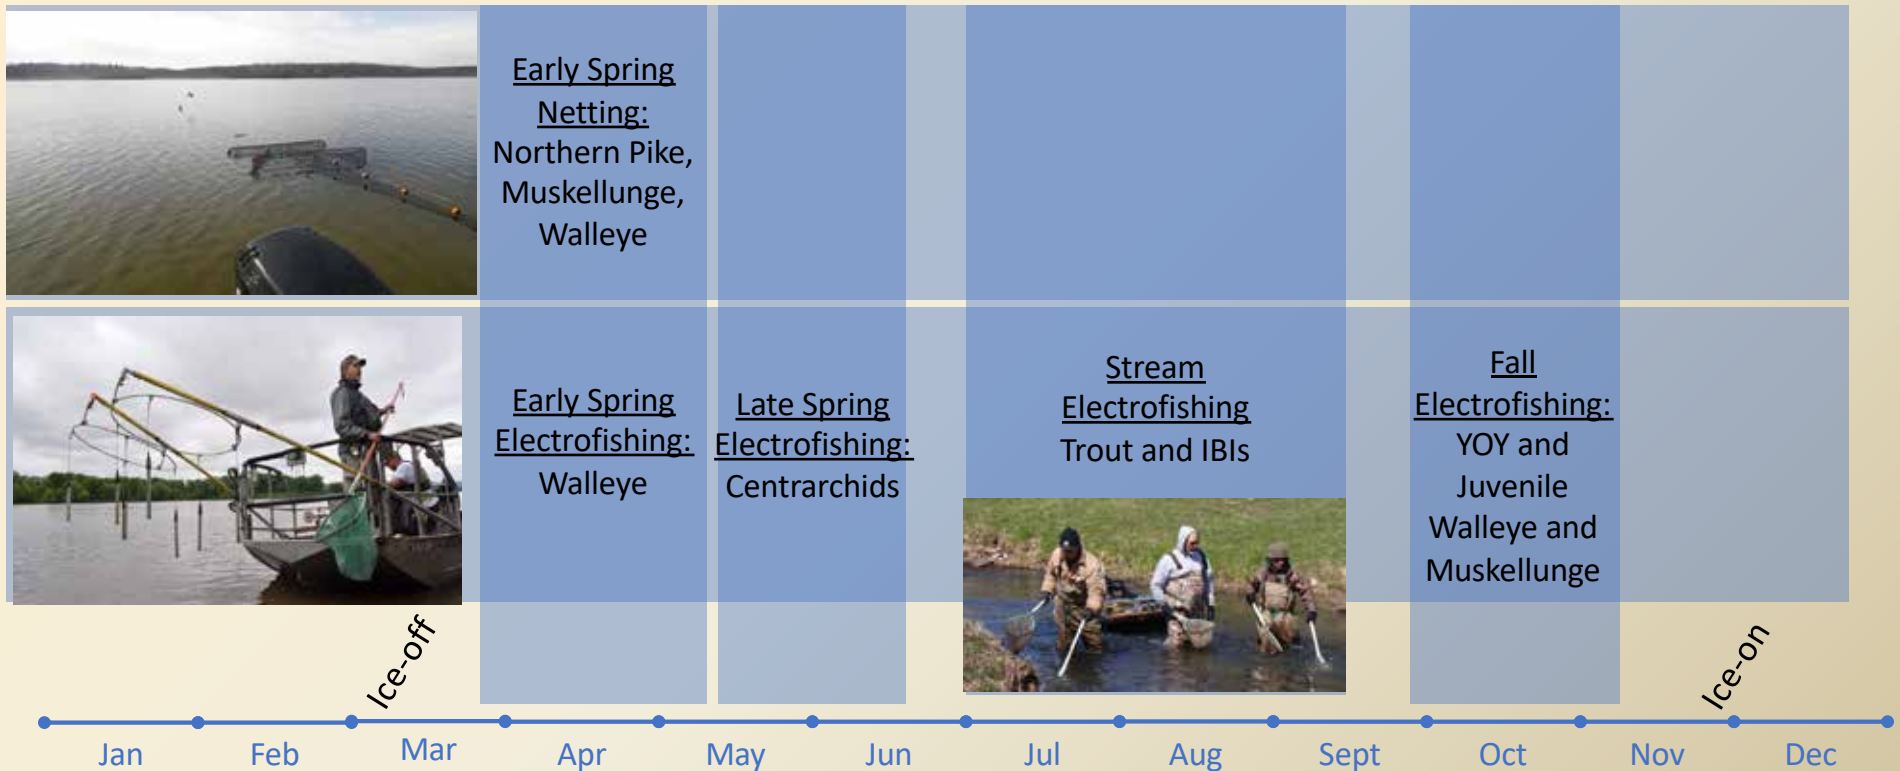 Early Spring
Netting:
Northern Pike,
Muskellunge,
Walleye
Early Spring
Electrofishing:
Walleye
Late Spring
Electrofishing:
Centrarchids
Stream
Electrofishing
Trout and IBIs
Fall
Electrofishing:
YOY and
Juvenile
Walleye and
Muskellunge
Ice-off
Ice-on
Jan Feb Mar Apr May Jun Jul Aug Sept Oct Nov Dec